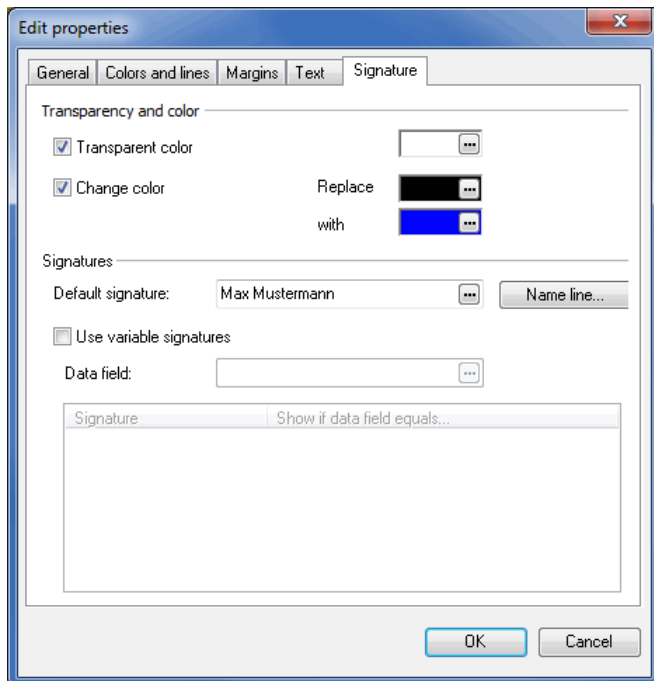 Edit properties
General Colors and lines Margins Text Signature
Transparency and color
Transparent color ...
Change color Replace ...
with ...
Signatures
Default signature: Max Mustermann ... Name line...
Use variable signatures
Data field: ...
Signature Show if data field equals...
OK Cancel